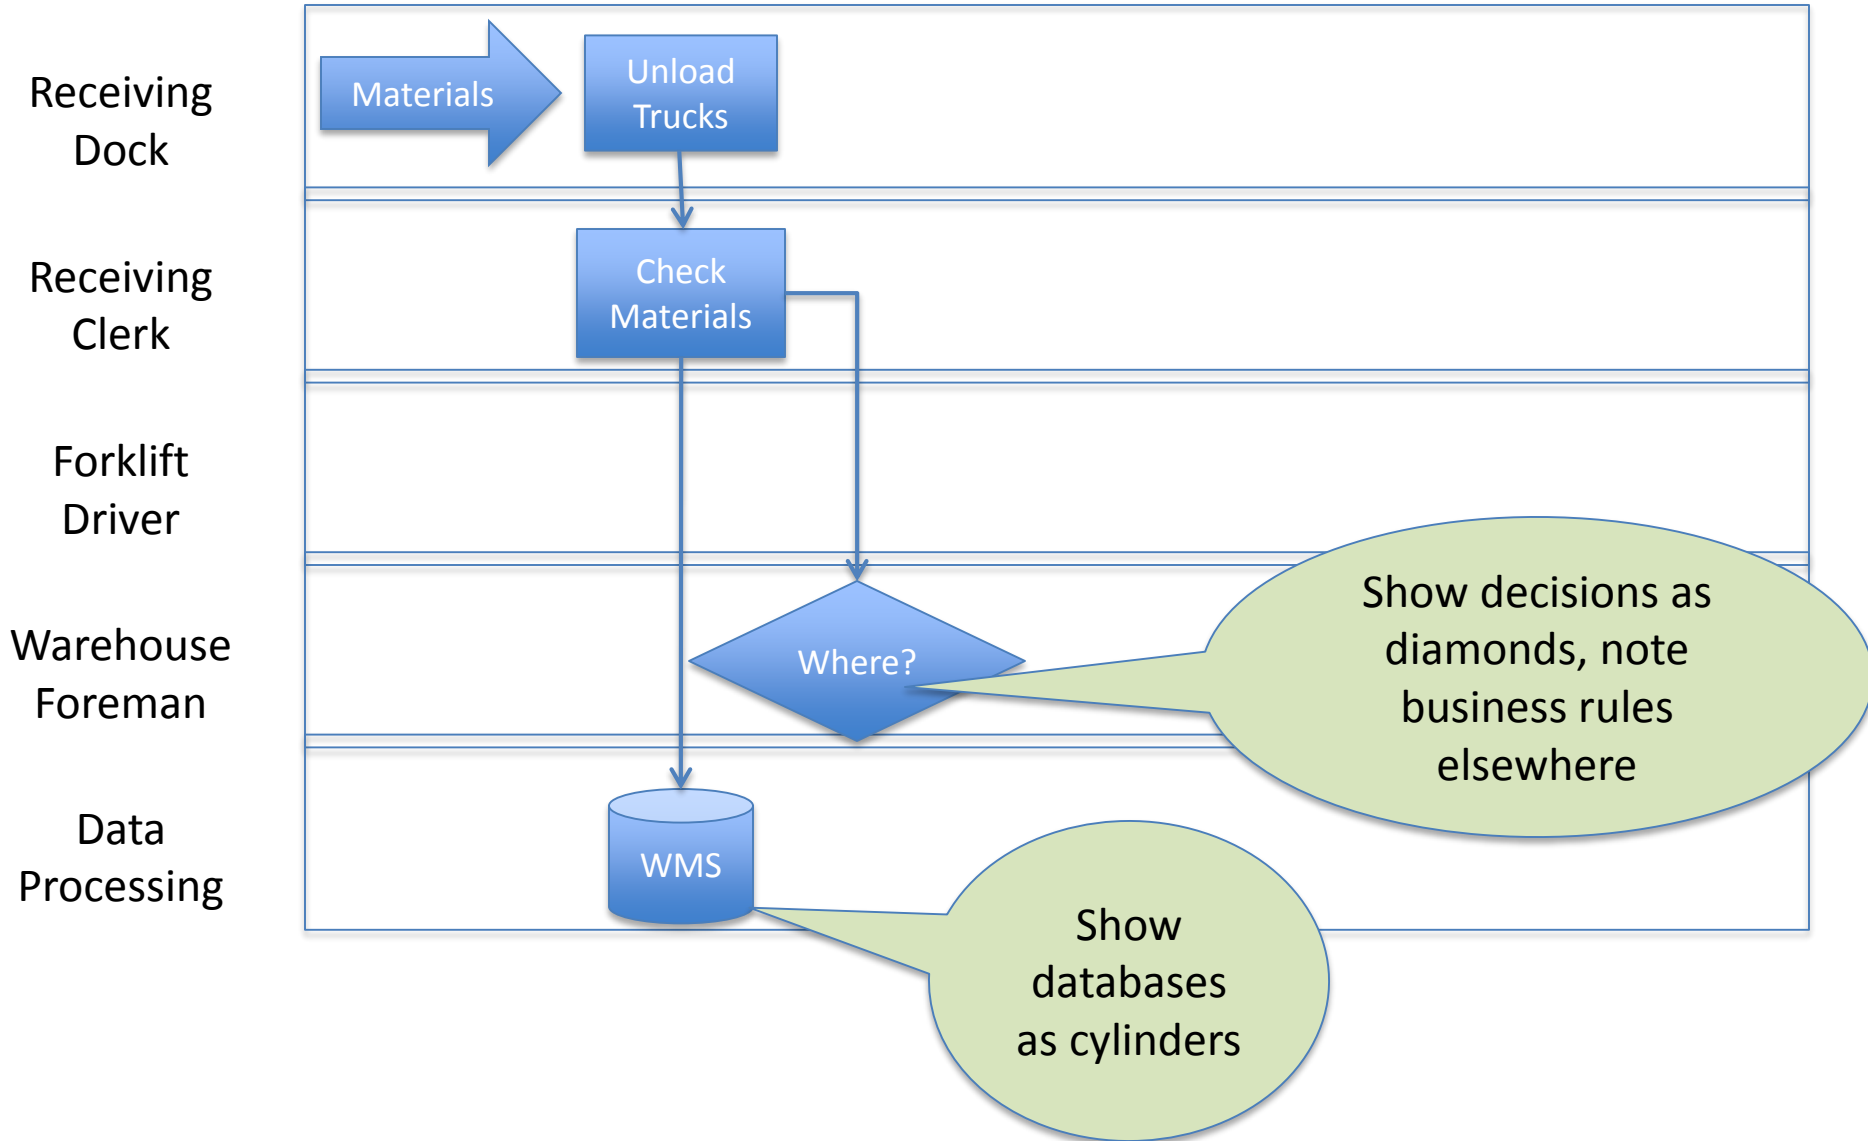 Receiving
Dock
Materials
Unload
Trucks
Receiving
Clerk
Check
Materials
Forklift
Driver
Warehouse
Foreman
Where?
Show decisions as
diamonds, note
business rules
elsewhere
Data
Processing
WMS
Show
databases
as cylinders